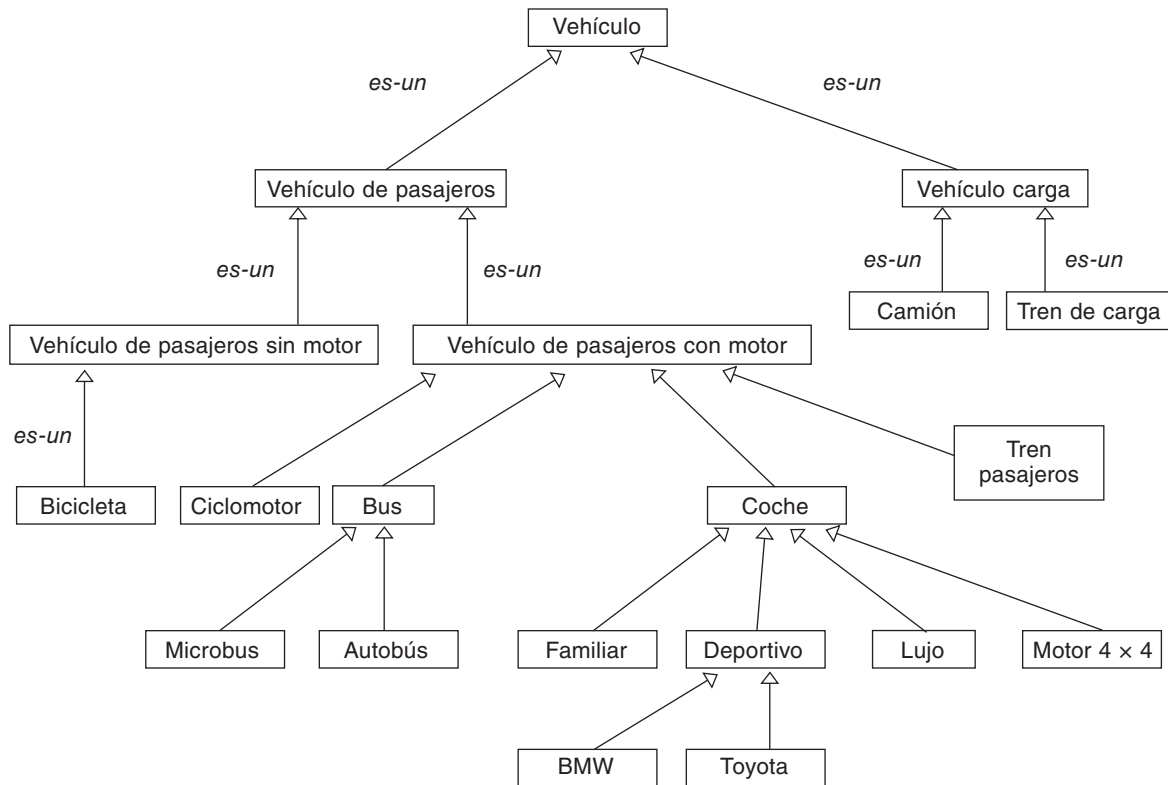 Vehículo
es-un
es-un
Vehículo de pasajeros
Vehículo carga
es-un
es-un
es-un
es-un
Camión
Tren de carga
Vehículo de pasajeros sin motor
Vehículo de pasajeros con motor
es-un
Tren
pasajeros
Bicicleta
Ciclomotor
Bus
Coche
Microbus
Autobús
Familiar
Deportivo
Lujo
Motor 4 × 4
BMW
Toyota